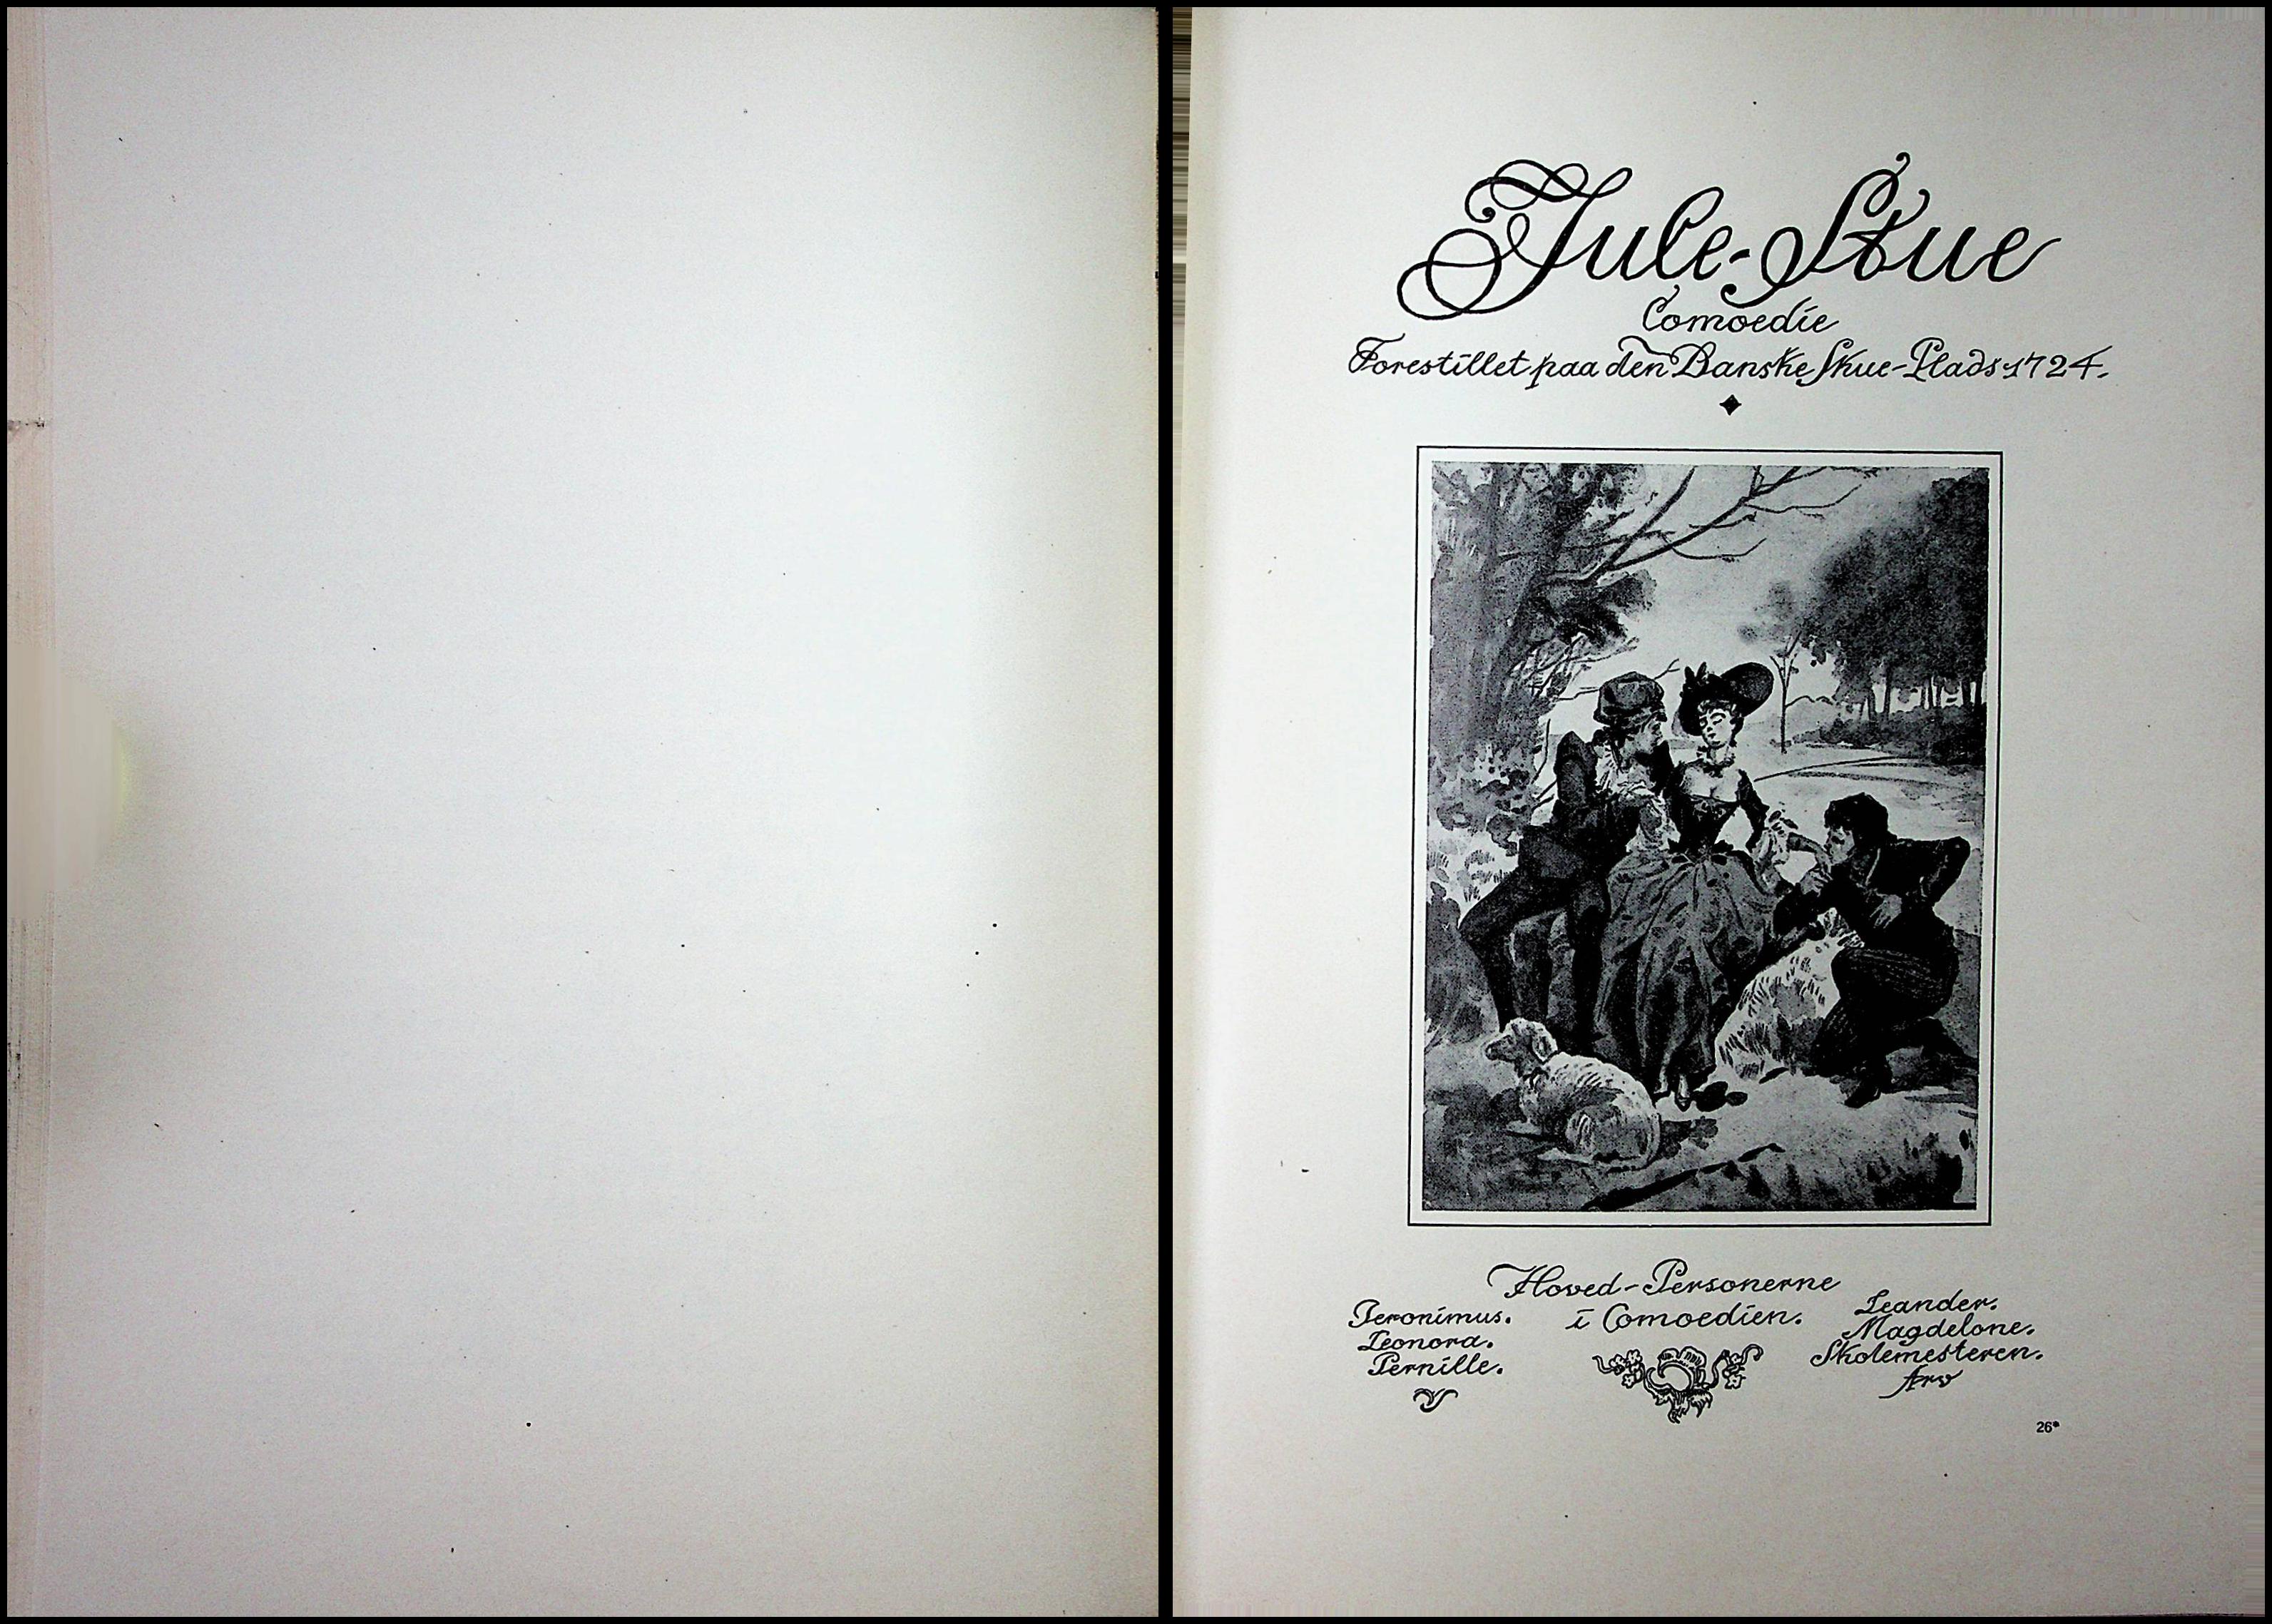 Jule-Stue
Comoedie
Forestillet paa den Danske Skue-Plads 1724.
Hoved-Personerne
i Comoedien.
Jeronimus.
Leonora.
Pernille.
Leander.
Magdelone.
Skolemesteren.
Arv
26*